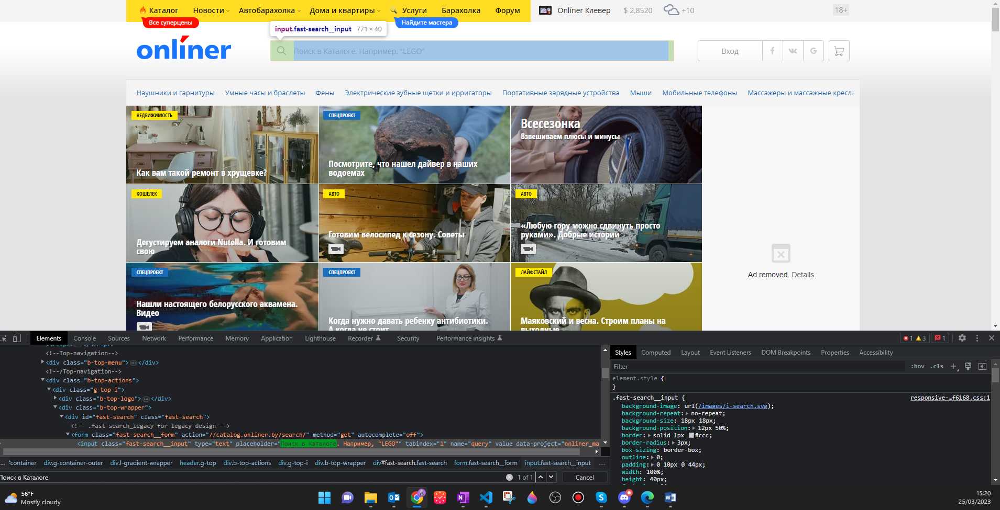 Каталог Новости Автобарахолка Дома и квартиры Услуги Барахолка Форум Onlíner Клевер $ 2,8520 +10 18+
Все суперцены Найдите мастера
input.fast-search__input 771 × 40
onlíner
Поиск в Каталоге. Например, "LEGO"
Вход f G
Наушники и гарнитуры Умные часы и браслеты Фены Электрические зубные щетки и ирригаторы Портативные зарядные устройства Мыши Мобильные телефоны Массажеры и массажные кресла
НЕДВИЖИМОСТЬ
Как вам такой ремонт в хрущевке?
СПЕЦПРОЕКТ
Посмотрите, что нашел дайвер в наших
водоемах
Всесезонка
Взвешиваем плюсы и минусы
КОШЕЛЕК
Дегустируем аналоги Nutella. И готовим
свою
АВТО
Готовим велосипед к сезону. Советы
АВТО
«Любую гору можно сдвинуть просто
руками». Добрые истории
СПЕЦПРОЕКТ
Нашли настоящего белорусского аквамена.
Видео
СПЕЦПРОЕКТ
Когда нужно давать ребенку антибиотики.
А когда не стоит
ЛАЙФСТАЙЛ
Маяковский и весна. Строим планы на
выходные
Ad removed. Details
Elements Console Sources Network Performance Memory Application Lighthouse Recorder Security Performance insights 1 3 1
<script> … </script>
<!--Top-navigation-->
<div class="b-top-menu"> … </div>
<!--/Top-navigation-->
<div class="b-top-actions">
<div class="g-top-i">
<div class="b-top-logo"> … </div>
<div class="b-top-wrapper">
<div id="fast-search" class="fast-search">
<!-- .fast-search_legacy for legacy design -->
<form class="fast-search__form" action="//catalog.onliner.by/search/" method="get" autocomplete="off">
<input class="fast-search__input" type="text" placeholder="Поиск в Каталоге. Например, "LEGO"" tabindex="1" name="query" value data-project="onliner_ma
... container div.g-container-outer div.l-gradient-wrapper header.g-top div.b-top-actions div.g-top-i div.b-top-wrapper div#fast-search.fast-search form.fast-search__form input.fast-search__input ...
Поиск в Каталоге 1 of 1 Cancel
Styles Computed Layout Event Listeners DOM Breakpoints Properties Accessibility
Filter :hov .cls
element.style {
}
.fast-search__input { responsive-…f6168.css:1
background-image: url(/images/i-search.svg);
background-repeat: no-repeat;
background-size: 18px 18px;
background-position: 12px 50%;
border: solid 1px #ccc;
border-radius: 3px;
box-sizing: border-box;
outline: 0;
padding: 0 10px 0 44px;
width: 100%;
height: 40px;
56°F
Mostly cloudy
15:20
25/03/2023